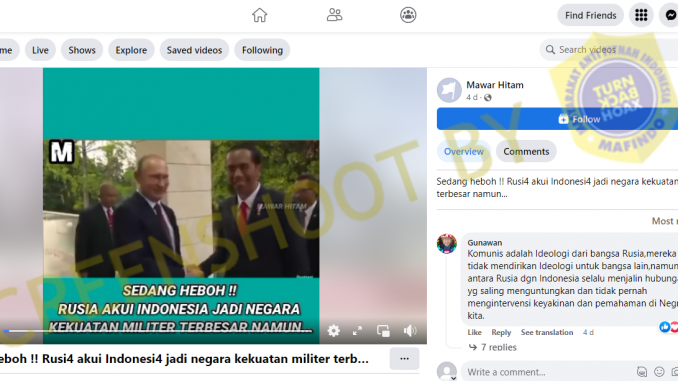 Find Friends
me
Live
Shows
Explore
Saved videos
Following
Search videos
M
MAWAR HITAM
SEDANG HEBOH !!
RUSIA AKUI INDONESIA JADI NEGARA
KEKUATAN MILITER TERBESAR NAMUN...
eboh !! Rusi4 akui Indonesi4 jadi negara kekuatan militer terb...
Mawar Hitam
4 d
Follow
Overview
Comments
Sedang heboh !! Rusi4 akui Indonesi4 jadi negara kekuatan
terbesar namun...
Most r
Gunawan
Komunis adalah Ideologi dari bangsa Rusia,mereka
tidak mendirikan Ideologi untuk bangsa lain,namun
antara Rusia dgn Indonesia selalu menjalin hubunga
yg saling menguntungkan dan tidak pernah
mengintervensi keyakinan dan pemahaman di Negr
kita.
Like
Reply
See translation
4 d
7 replies
Write a comment...
SCREENSHOOT BY
MASYARAKAT ANTI FITNAH INDONESIA
TURN
BACK
HOAX
MAFINDO